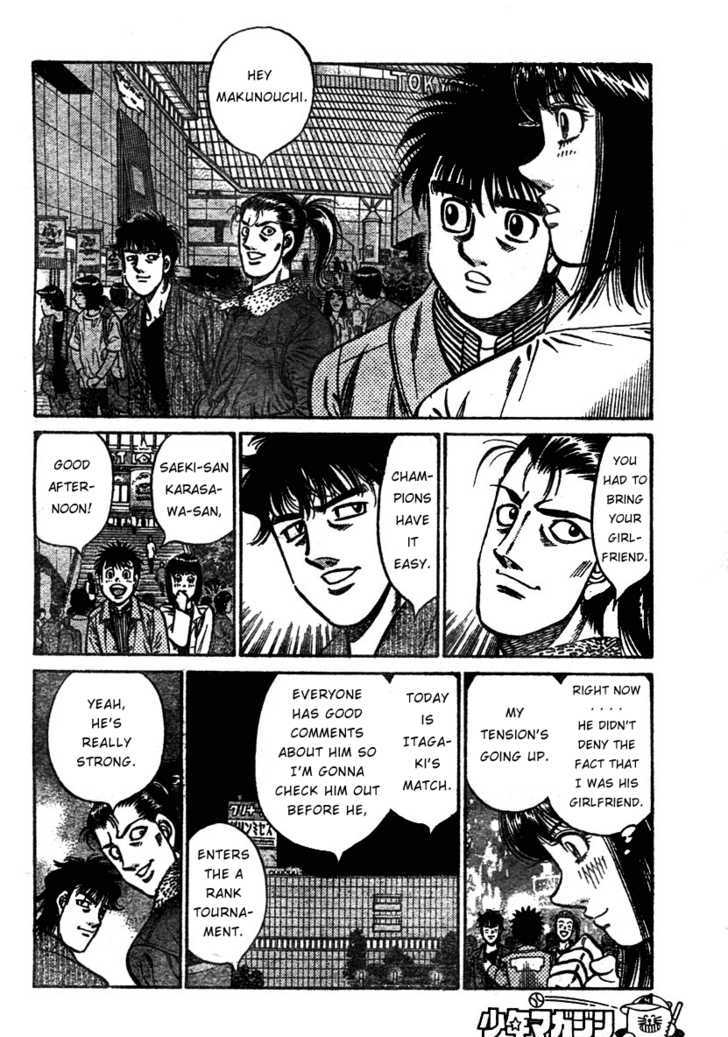 HEY
MAKUNOUCHI.
TOKY
YOU
HAD TO
BRING
YOUR
GIRL-
FRIEND.
CHAM-
PIONS
HAVE
IT
EASY.
SAEKI-SAN
KARASA-
WA-SAN,
GOOD
AFTER-
NOON!
RIGHT NOW
. . . .
HE DIDN'T
DENY THE
FACT THAT
I WAS HIS
GIRLFRIEND.
MY
TENSION'S
GOING UP.
TODAY
IS
ITAGA-
KI'S
MATCH.
EVERYONE
HAS GOOD
COMMENTS
ABOUT HIM SO
I'M GONNA
CHECK HIM OUT
BEFORE HE,
ENTERS
THE A
RANK
TOURNA-
MENT.
YEAH,
HE'S
REALLY
STRONG.
少年マガジン